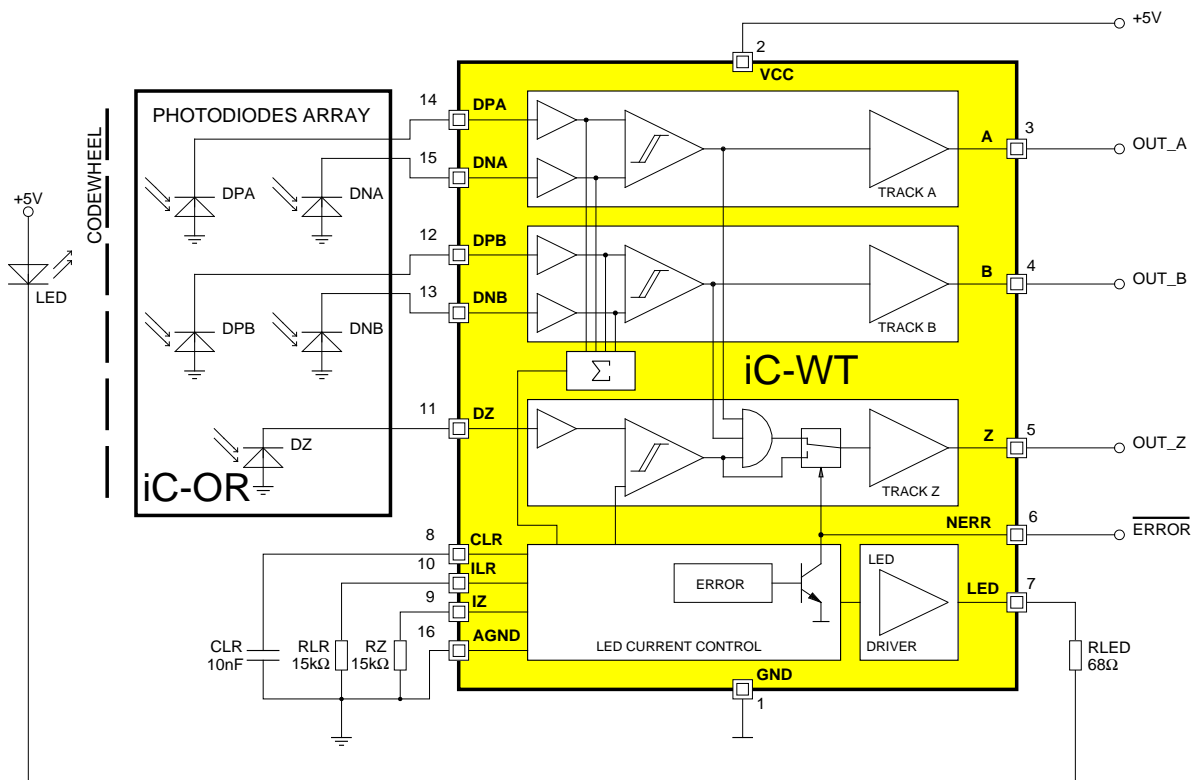 +5V
2
VCC
PHOTODIODES ARRAY
14
DPA
15
DNA
DPA
DNA
A
3
OUT_A
TRACK A
CODEWHEEL
+5V
LED
12
DPB
13
DNB
DPB
DNB
B
4
OUT_B
TRACK B
Σ
iC-WT
11
DZ
DZ
iC-OR
Z
5
OUT_Z
TRACK Z
NERR
6
ERROR
8
CLR
10
ILR
9
IZ
16
AGND
ERROR
LED CURRENT CONTROL
LED
DRIVER
LED
7
CLR
10nF
RLR
15kΩ
RZ
15kΩ
RLED
68Ω
GND
1